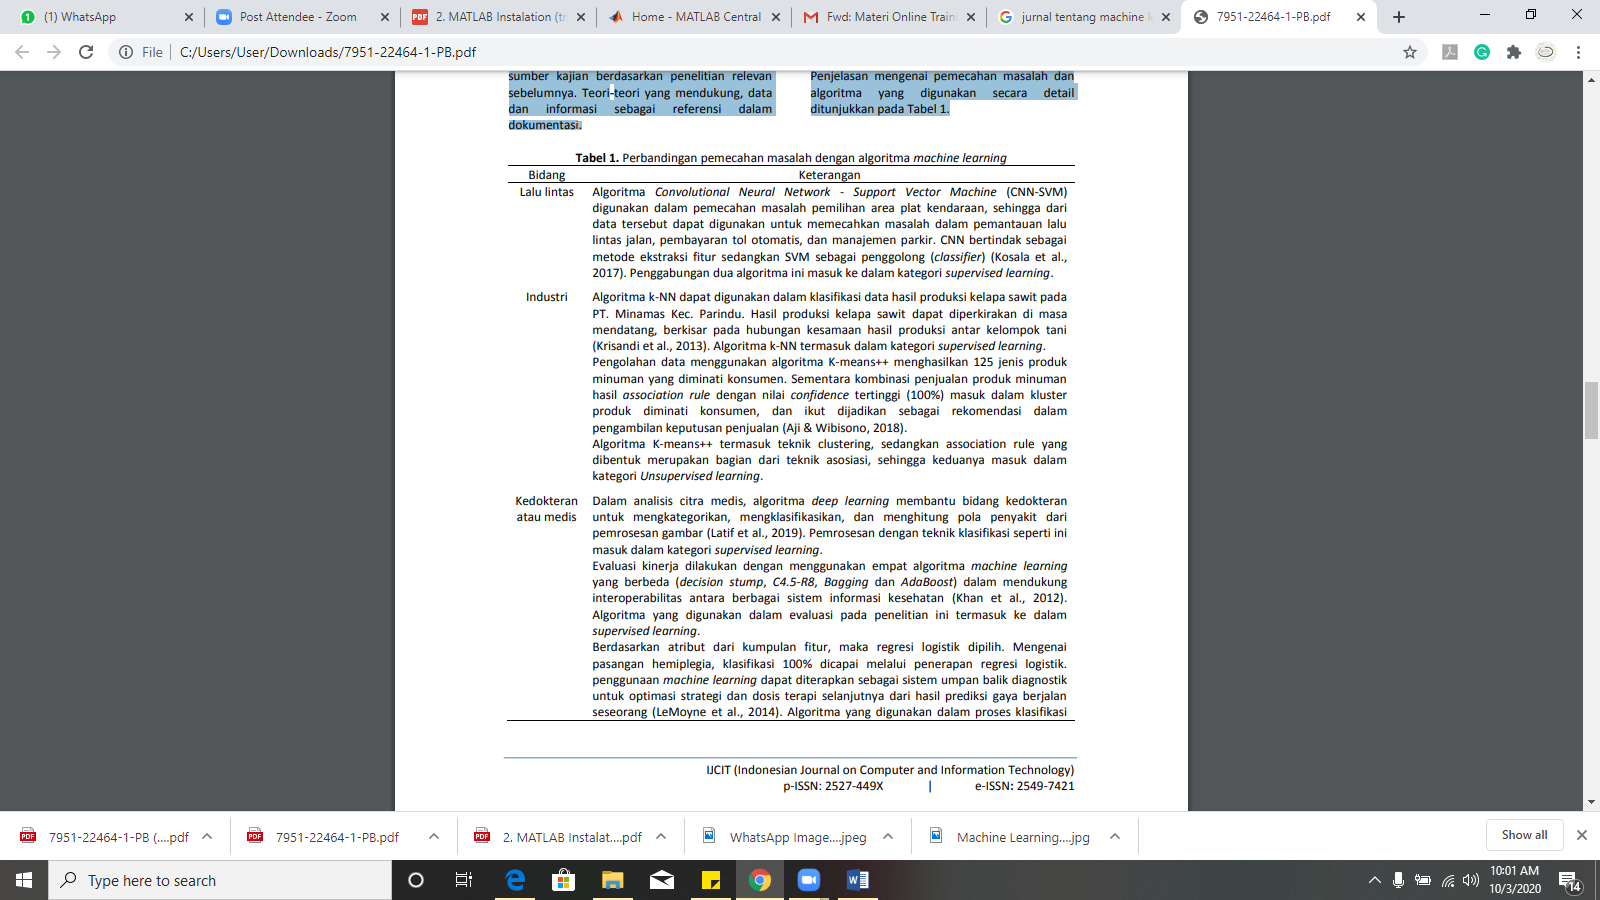 (1) WhatsApp
Post Attendee - Zoom
2. MATLAB Instalation (tr
Home - MATLAB Central
Fwd: Materi Online Train
jurnal tentang machine l
7951-22464-1-PB.pdf
File | C:/Users/User/Downloads/7951-22464-1-PB.pdf
sumber kajian berdasarkan penelitian relevan
sebelumnya. Teori-teori yang mendukung, data
dan informasi sebagai referensi dalam
dokumentasi.
Penjelasan mengenai pemecahan masalah dan
algoritma yang digunakan secara detail
ditunjukkan pada Tabel 1.
Tabel 1. Perbandingan pemecahan masalah dengan algoritma machine learning
Bidang Keterangan
Lalu lintas Algoritma Convolutional Neural Network - Support Vector Machine (CNN-SVM)
digunakan dalam pemecahan masalah pemilihan area plat kendaraan, sehingga dari
data tersebut dapat digunakan untuk memecahkan masalah dalam pemantauan lalu
lintas jalan, pembayaran tol otomatis, dan manajemen parkir. CNN bertindak sebagai
metode ekstraksi fitur sedangkan SVM sebagai penggolong (classifier) (Kosala et al.,
2017). Penggabungan dua algoritma ini masuk ke dalam kategori supervised learning.
Industri Algoritma k-NN dapat digunakan dalam klasifikasi data hasil produksi kelapa sawit pada
PT. Minamas Kec. Parindu. Hasil produksi kelapa sawit dapat diperkirakan di masa
mendatang, berkisar pada hubungan kesamaan hasil produksi antar kelompok tani
(Krisandi et al., 2013). Algoritma k-NN termasuk dalam kategori supervised learning.
Pengolahan data menggunakan algoritma K-means++ menghasilkan 125 jenis produk
minuman yang diminati konsumen. Sementara kombinasi penjualan produk minuman
hasil association rule dengan nilai confidence tertinggi (100%) masuk dalam kluster
produk diminati konsumen, dan ikut dijadikan sebagai rekomendasi dalam
pengambilan keputusan penjualan (Aji & Wibisono, 2018).
Algoritma K-means++ termasuk teknik clustering, sedangkan association rule yang
dibentuk merupakan bagian dari teknik asosiasi, sehingga keduanya masuk dalam
kategori Unsupervised learning.
Kedokteran Dalam analisis citra medis, algoritma deep learning membantu bidang kedokteran
atau medis untuk mengkategorikan, mengklasifikasikan, dan menghitung pola penyakit dari
pemrosesan gambar (Latif et al., 2019). Pemrosesan dengan teknik klasifikasi seperti ini
masuk dalam kategori supervised learning.
Evaluasi kinerja dilakukan dengan menggunakan empat algoritma machine learning
yang berbeda (decision stump, C4.5-R8, Bagging dan AdaBoost) dalam mendukung
interoperabilitas antara berbagai sistem informasi kesehatan (Khan et al., 2012).
Algoritma yang digunakan dalam evaluasi pada penelitian ini termasuk ke dalam
supervised learning.
Berdasarkan atribut dari kumpulan fitur, maka regresi logistik dipilih. Mengenai
pasangan hemiplegia, klasifikasi 100% dicapai melalui penerapan regresi logistik.
penggunaan machine learning dapat diterapkan sebagai sistem umpan balik diagnostik
untuk optimasi strategi dan dosis terapi selanjutnya dari hasil prediksi gaya berjalan
seseorang (LeMoyne et al., 2014). Algoritma yang digunakan dalam proses klasifikasi
IJCIT (Indonesian Journal on Computer and Information Technology)
p-ISSN: 2527-449X | e-ISSN: 2549-7421
7951-22464-1-PB (....pdf
7951-22464-1-PB.pdf
2. MATLAB Instalat....pdf
WhatsApp Image....jpeg
Machine Learning....jpg
Show all
Type here to search
10:01 AM
10/3/2020
14